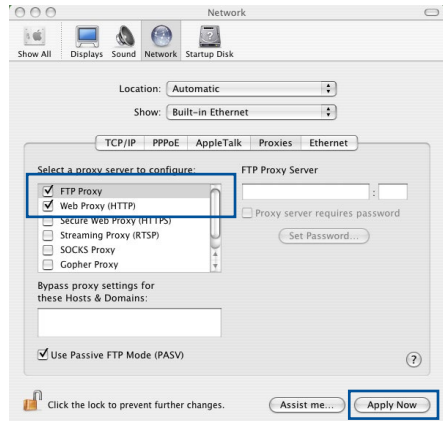 Network
Show All Displays Sound Network Startup Disk
Location: Automatic
Show: Built-in Ethernet
TCP/IP PPPoE AppleTalk Proxies Ethernet
Select a proxy server to configure: FTP Proxy Server
FTP Proxy
Web Proxy (HTTP) :
Secure Web Proxy (HTTPS) Proxy server requires password
Streaming Proxy (RTSP) Set Password...
SOCKS Proxy
Gopher Proxy
Bypass proxy settings for
these Hosts & Domains:
Use Passive FTP Mode (PASV) ?
Click the lock to prevent further changes. Assist me... Apply Now